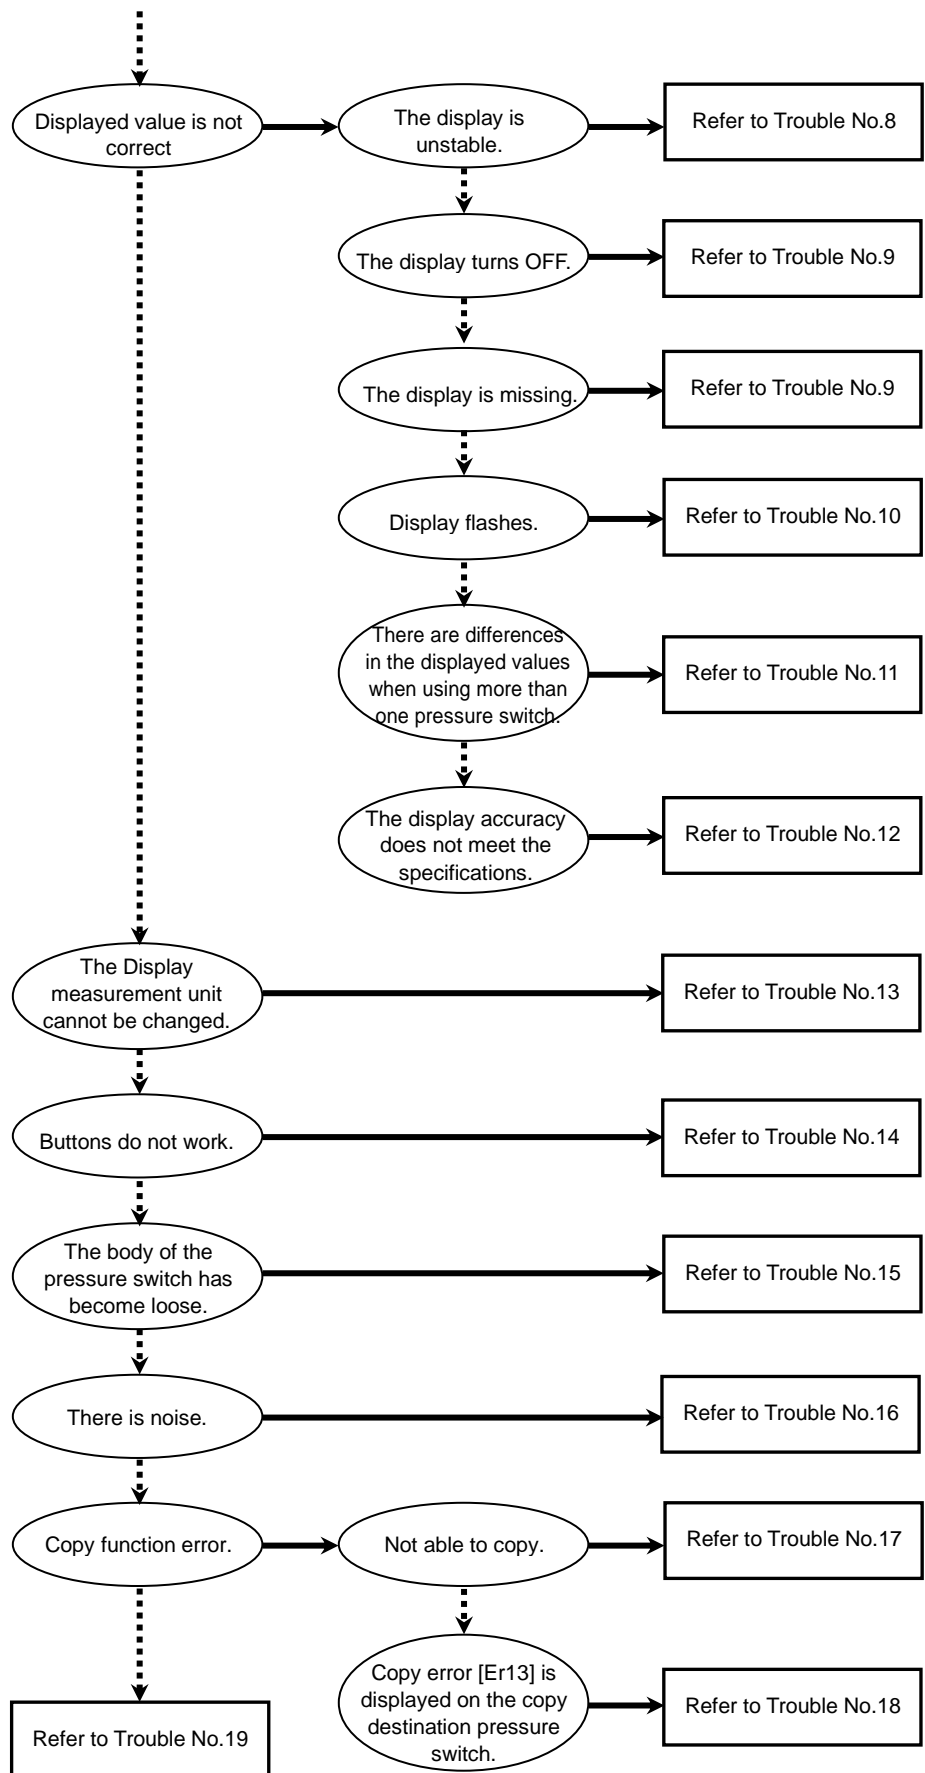 Displayed value is not
correct
The display is
unstable.
Refer to Trouble No.8
The display turns OFF.
Refer to Trouble No.9
The display is missing.
Refer to Trouble No.9
Display flashes.
Refer to Trouble No.10
There are differences
in the displayed values
when using more than
one pressure switch.
Refer to Trouble No.11
The display accuracy
does not meet the
specifications.
Refer to Trouble No.12
The Display
measurement unit
cannot be changed.
Refer to Trouble No.13
Buttons do not work.
Refer to Trouble No.14
The body of the
pressure switch has
become loose.
Refer to Trouble No.15
There is noise.
Refer to Trouble No.16
Copy function error.
Not able to copy.
Refer to Trouble No.17
Copy error [Er13] is
displayed on the copy
destination pressure
switch.
Refer to Trouble No.18
Refer to Trouble No.19